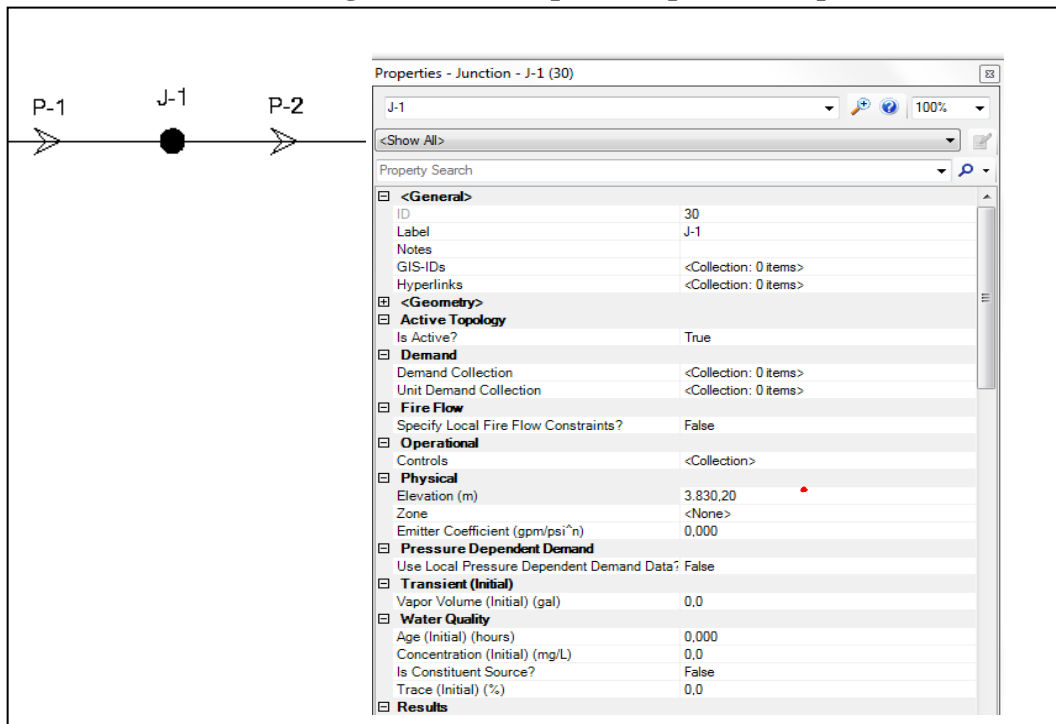 P-1 J-1 P-2
Properties - Junction - J-1 (30)
J-1 100%
<Show All>
Property Search
<General>
ID 30
Label J-1
Notes
GIS-IDs <Collection: 0 items>
Hyperlinks <Collection: 0 items>
<Geometry>
Active Topology
Is Active? True
Demand
Demand Collection <Collection: 0 items>
Unit Demand Collection <Collection: 0 items>
Fire Flow
Specify Local Fire Flow Constraints? False
Operational
Controls <Collection>
Physical
Elevation (m) 3.830,20
Zone <None>
Emitter Coefficient (gpm/psi^n) 0,000
Pressure Dependent Demand
Use Local Pressure Dependent Demand Data? False
Transient (Initial)
Vapor Volume (Initial) (gal) 0,0
Water Quality
Age (Initial) (hours) 0,000
Concentration (Initial) (mg/L) 0,0
Is Constituent Source? False
Trace (Initial) (%) 0,0
Results